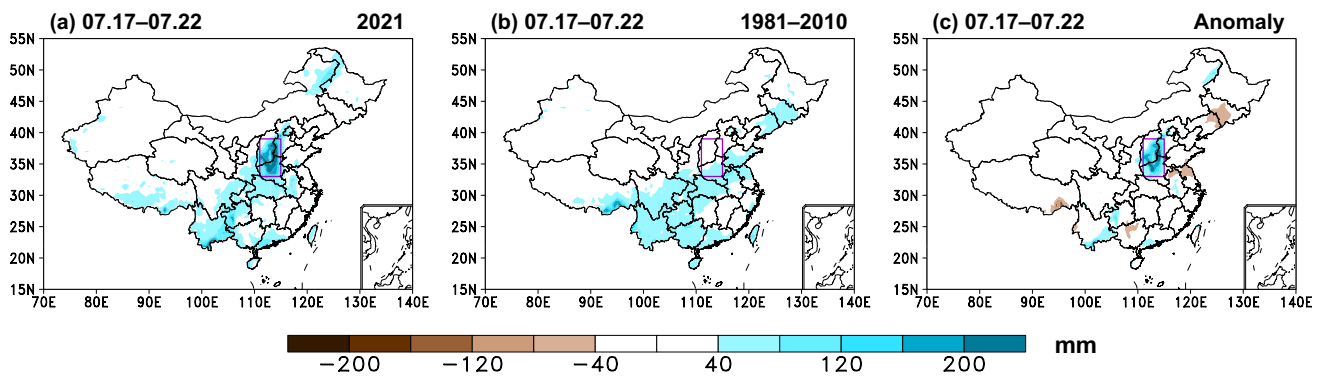 (a) 07.17–07.22 2021
(b) 07.17–07.22 1981–2010
(c) 07.17–07.22 Anomaly
55N 55N 55N
50N 50N 50N
45N 45N 45N
40N 40N 40N
35N 35N 35N
30N 30N 30N
25N 25N 25N
20N 20N 20N
15N 15N 15N
70E 80E 90E 100E 110E 120E 130E 140E
70E 80E 90E 100E 110E 120E 130E 140E
70E 80E 90E 100E 110E 120E 130E 140E
−200 −120 −40 40 120 200 mm